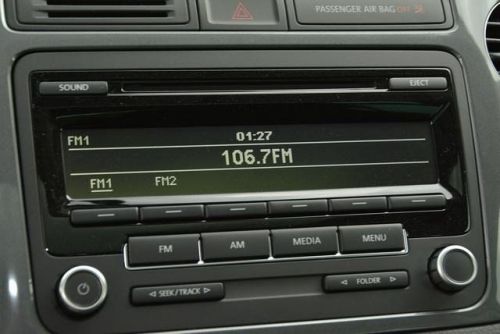 PASSENGER AIR BAG OFF
SOUND
EJECT
FM1
01:27
106.7FM
FM1
FM2
FM
AM
MEDIA
MENU
◁ SEEK/TRACK ▷
◁ FOLDER ▷